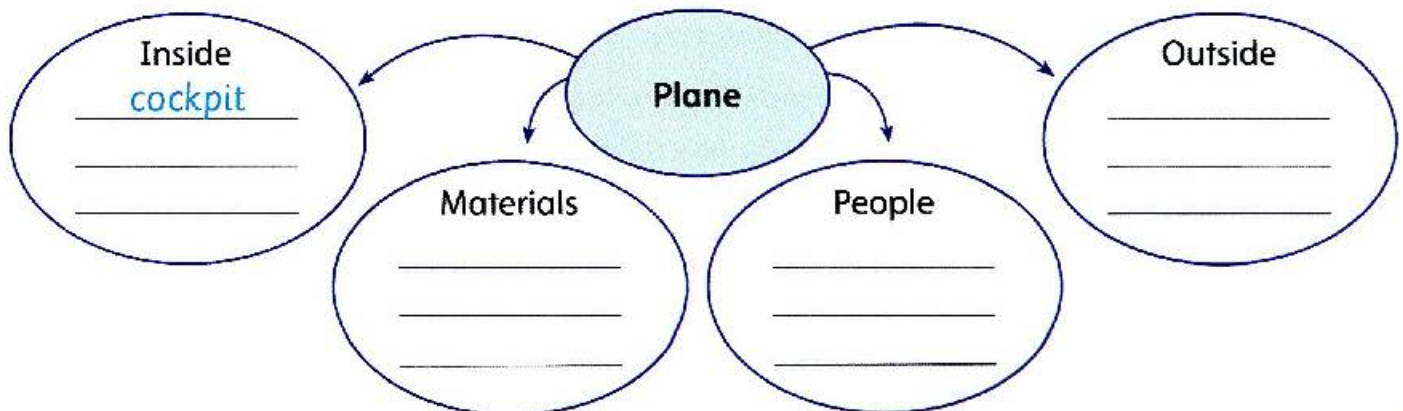 Plane
Inside
cockpit
Materials
People
Outside